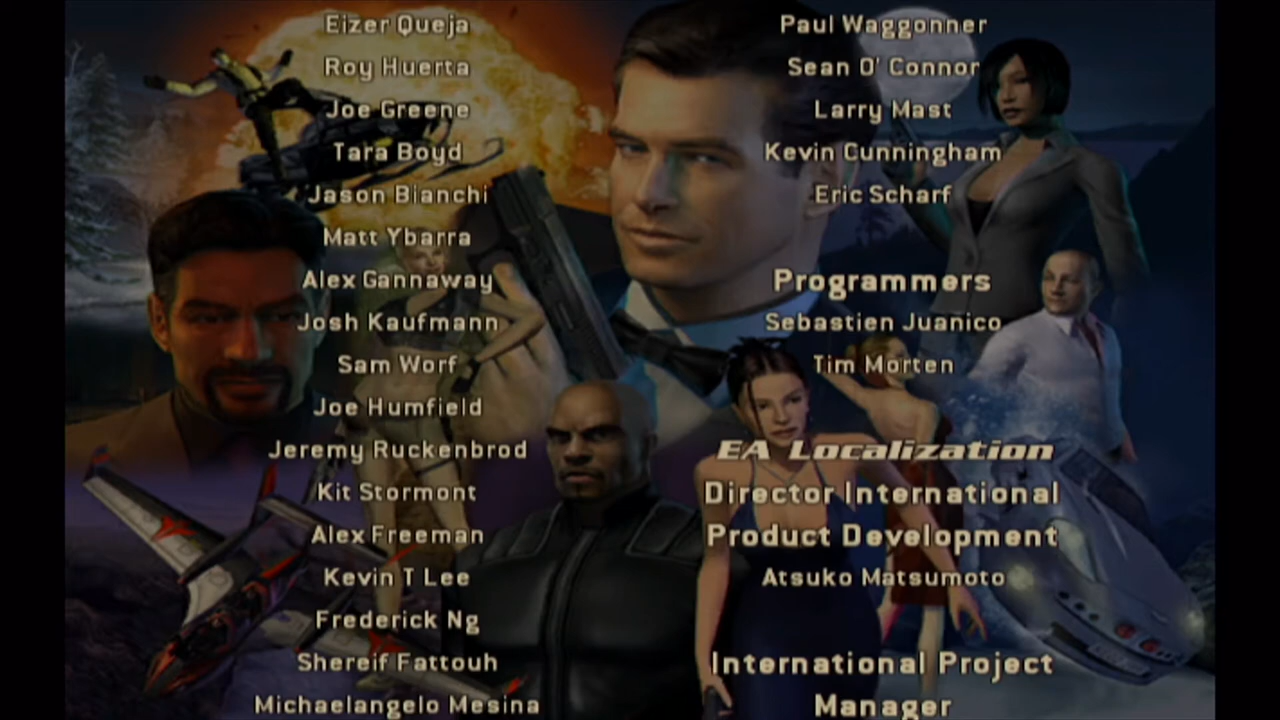 Eizer Queja
Roy Huerta
Joe Greene
Tara Boyd
Jason Bianchi
Matt Ybarra
Alex Gannaway
Josh Kaufmann
Sam Worf
Joe Humfield
Jeremy Ruckenbrod
Kit Stormont
Alex Freeman
Kevin T Lee
Frederick Ng
Shereif Fattouh
Michaelangelo Mesina
Paul Waggonner
Sean O' Connor
Larry Mast
Kevin Cunningham
Eric Scharf
Programmers
Sebastien Juanico
Tim Morten
EA Localization
Director International
Product Development
Atsuko Matsumoto
International Project
Manager